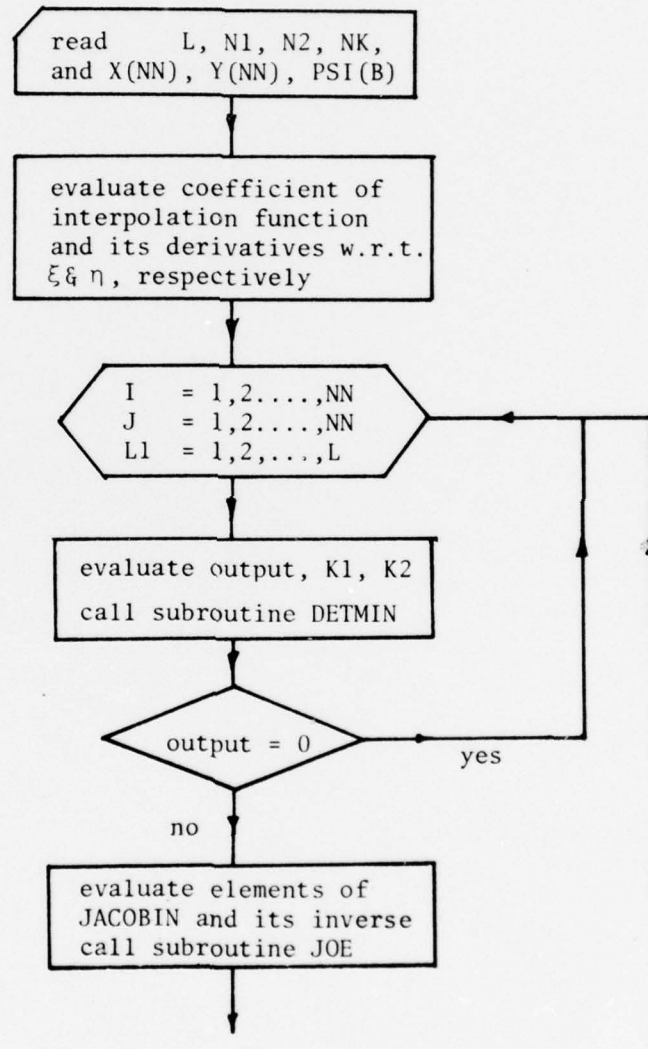 read L, N1, N2, NK,
and X(NN), Y(NN), PSI(B)
evaluate coefficient of
interpolation function
and its derivatives w.r.t.
ξ& η, respectively
I = 1,2....,NN
J = 1,2....,NN
L1 = 1,2,...,L
evaluate output, K1, K2
call subroutine DETMIN
output = 0
yes
no
evaluate elements of
JACOBIN and its inverse
call subroutine JOE